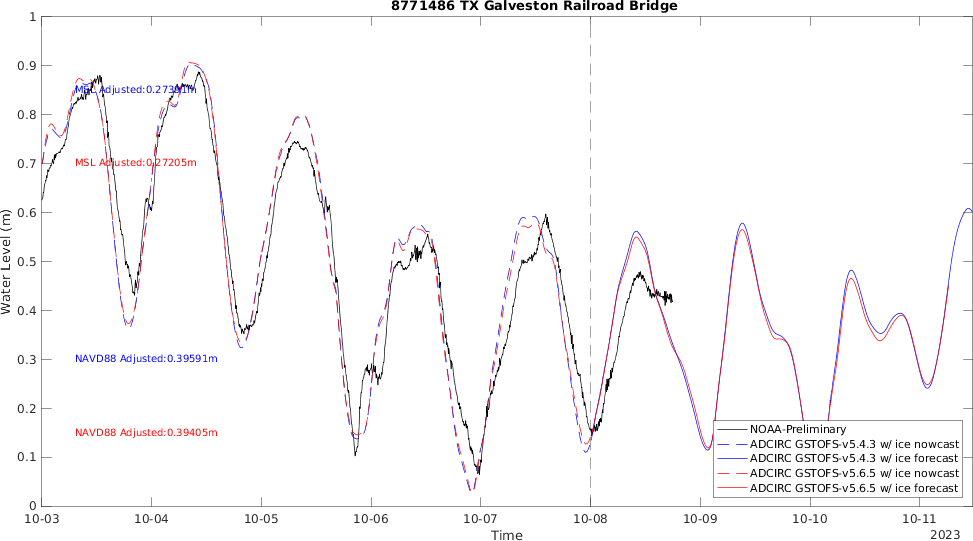 8771486 TX Galveston Railroad Bridge
1
0.9
0.8
0.7
0.6
0.5
0.4
0.3
0.2
0.1
0
Water Level (m)
MSL Adjusted:0.27391m
MSL Adjusted:0.27205m
NAVD88 Adjusted:0.39591m
NAVD88 Adjusted:0.39405m
NOAA-Preliminary
ADCIRC GSTOFS-v5.4.3 w/ ice nowcast
ADCIRC GSTOFS-v5.4.3 w/ ice forecast
ADCIRC GSTOFS-v5.6.5 w/ ice nowcast
ADCIRC GSTOFS-v5.6.5 w/ ice forecast
10-03 10-04 10-05 10-06 10-07 10-08 10-09 10-10 10-11
Time
2023